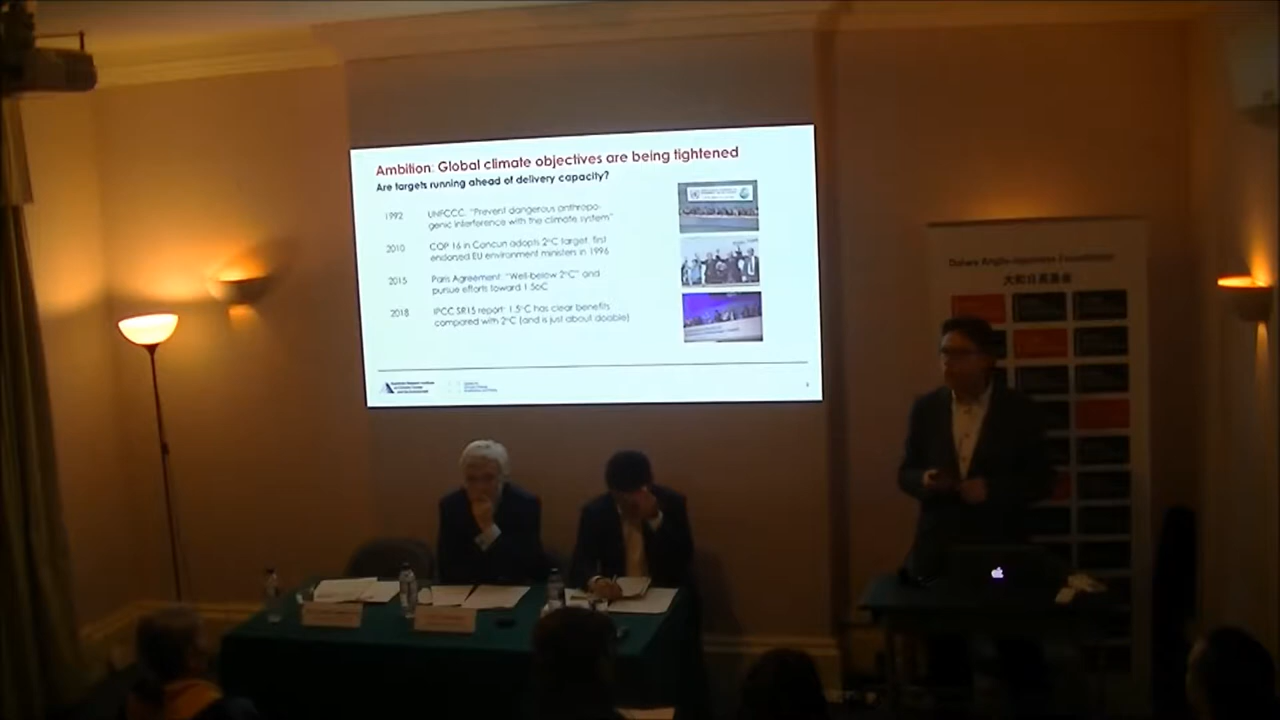 Ambition: Global climate objectives are being tightened
Are targets running ahead of delivery capacity?
1992 UNFCCC: "Prevent dangerous anthropo-
genic interference with the climate system"
2010 COP 16 in Cancun adopts 2°C target, first
endorsed EU environment ministers in 1996
2015 Paris Agreement: "Well-below 2°C" and
pursue efforts toward 1.5oC
2018 IPCC SR15 report: 1.5°C has clear benefits
compared with 2°C (and is just about doable)
Daiwa Anglo-Japanese Foundation
大和日英基金